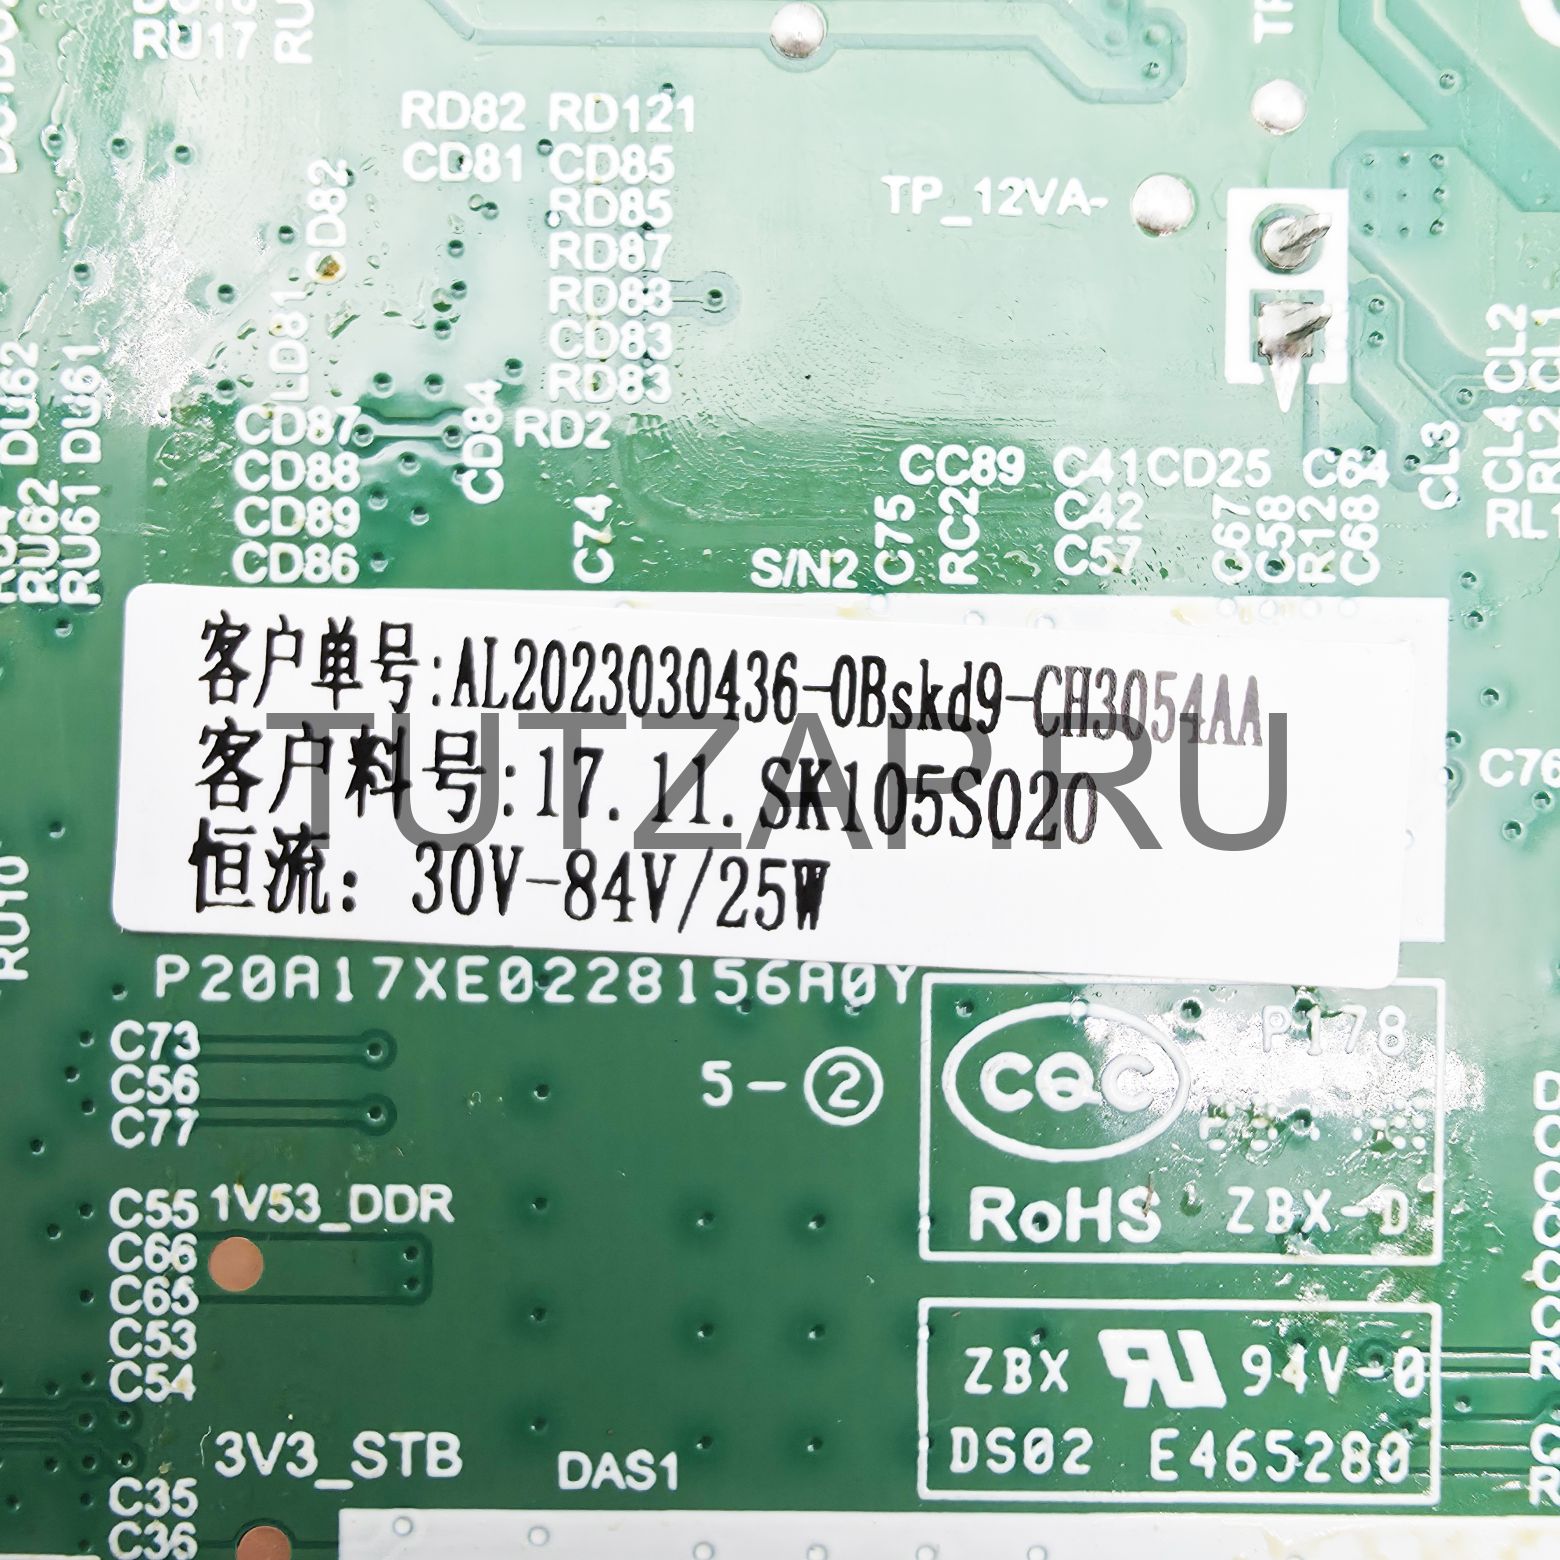 RU17
RD82 RD121
CD81 CD85
RD85
RD87
RD88
CD83
RD83
CD82
LD81
TP_12VA-
DU62
DU61
CD87
CD88
CD89
CD86
CD84
RD2
C74
S/N2
C75
CC89
RC2
C41 CD25 C64
C42
C57
C67
C58
R12
C68
CL3
CL2
CL4
CL1
RL2
RU62
RU61
客户单号:AL2023030436-0Bskd9-CH3054AA
客户料号:17.11.SK105S020
恒流: 30V-84V/25W
TUTZAP.RU
C76
RU10
P20A17XE0228156A0Y
5-②
C73
C56
C77
CQC
P178
RoHS ZBX-D
C55 1V53_DDR
C66
C65
C53
C54
ZBX 94V-0
DS02 E465280
3V3_STB
DAS1
C35
C36